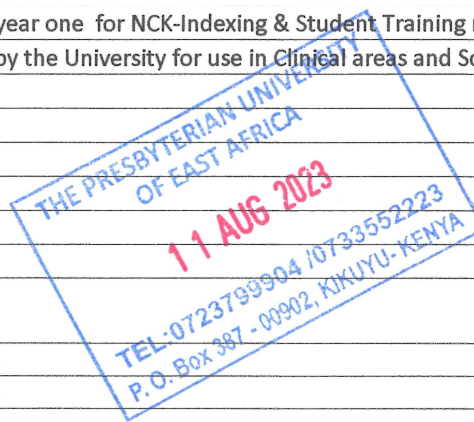 year one for NCK-Indexing & Student Training
by the University for use in Clinical areas and
THE PRESBYTERIAN UNIVERSITY
OF EAST AFRICA
11 AUG 2023
TEL:0723799904 /0733552223
P. O. Box 387 - 00902, KIKUYU- KENYA